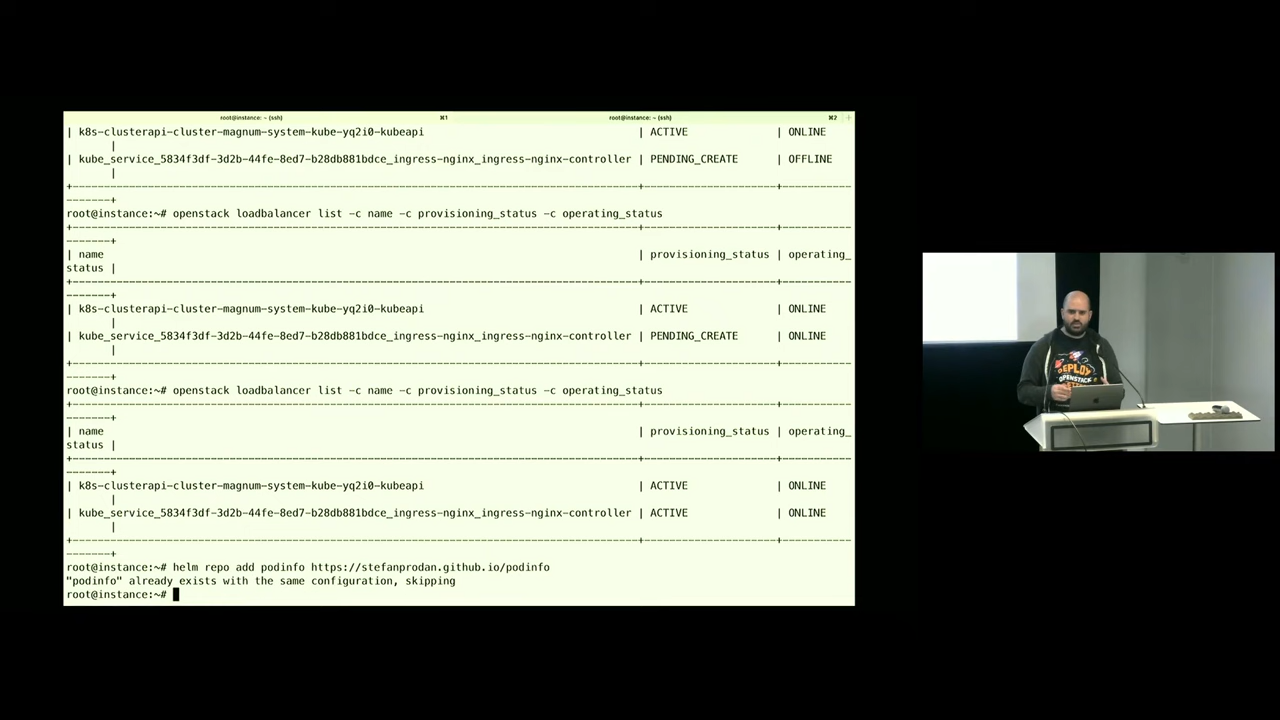 root@instance: ~ (ssh) ⌘1 root@instance: ~ (ssh) ⌘2 +
| k8s-clusterapi-cluster-magnum-system-kube-yq2i0-kubeapi | ACTIVE | ONLINE
|
| kube_service_5834f3df-3d2b-44fe-8ed7-b28db881bdce_ingress-nginx_ingress-nginx-controller | PENDING_CREATE | OFFLINE
|
+-----------------------------------------------------------------------------------------+---------------------+-----------
-------+
root@instance:~# openstack loadbalancer list -c name -c provisioning_status -c operating_status
+-----------------------------------------------------------------------------------------+---------------------+-----------
-------+
| name | provisioning_status | operating_
status |
+-----------------------------------------------------------------------------------------+---------------------+-----------
-------+
| k8s-clusterapi-cluster-magnum-system-kube-yq2i0-kubeapi | ACTIVE | ONLINE
|
| kube_service_5834f3df-3d2b-44fe-8ed7-b28db881bdce_ingress-nginx_ingress-nginx-controller | PENDING_CREATE | ONLINE
|
+-----------------------------------------------------------------------------------------+---------------------+-----------
-------+
root@instance:~# openstack loadbalancer list -c name -c provisioning_status -c operating_status
+-----------------------------------------------------------------------------------------+---------------------+-----------
-------+
| name | provisioning_status | operating_
status |
+-----------------------------------------------------------------------------------------+---------------------+-----------
-------+
| k8s-clusterapi-cluster-magnum-system-kube-yq2i0-kubeapi | ACTIVE | ONLINE
|
| kube_service_5834f3df-3d2b-44fe-8ed7-b28db881bdce_ingress-nginx_ingress-nginx-controller | ACTIVE | ONLINE
|
+-----------------------------------------------------------------------------------------+---------------------+-----------
-------+
root@instance:~# helm repo add podinfo https://stefanprodan.github.io/podinfo
"podinfo" already exists with the same configuration, skipping
root@instance:~#
DEPLOY
OPENSTACK